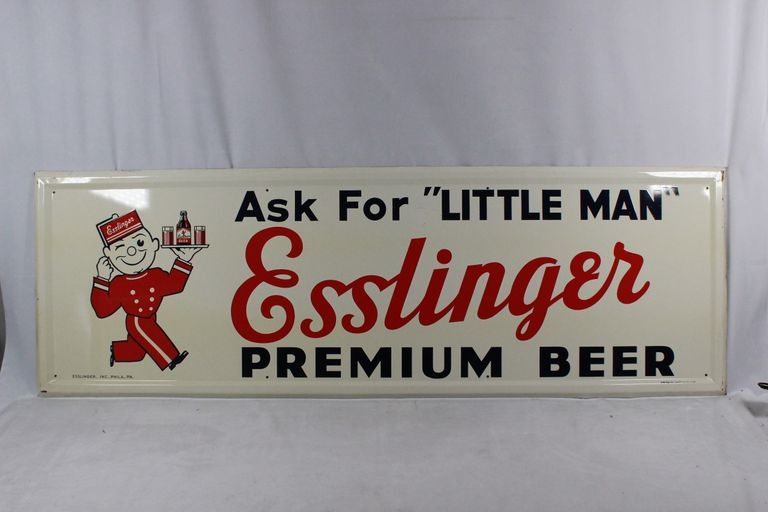 Ask For "LITTLE MAN"
Esslinger
PREMIUM BEER
Esslinger
ESSLINGER, INC. PHILA., PA.